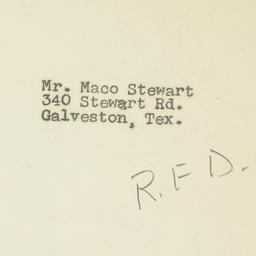 Mr. Maco Stewart
340 Stewart Rd.
Galveston, Tex.
R.F.D.